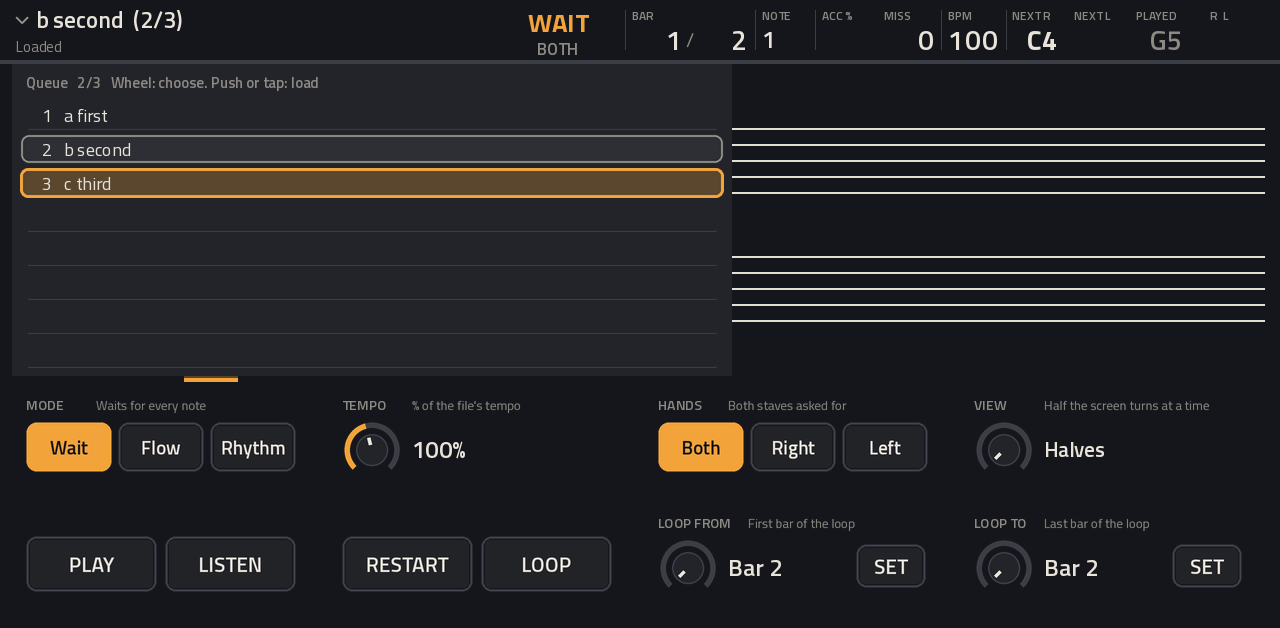 b second (2/3)
Loaded
WAIT
BOTH
BAR
1 / 2
NOTE
1
ACC %
MISS
0
BPM
100
NEXT R
C4
NEXT L
PLAYED
G5
R L
Queue 2/3 Wheel: choose. Push or tap: load
1 a first
2 b second
3 c third
MODE Waits for every note
Wait Flow Rhythm
TEMPO % of the file's tempo
100%
HANDS Both staves asked for
Both Right Left
VIEW Half the screen turns at a time
Halves
PLAY LISTEN RESTART LOOP
LOOP FROM First bar of the loop
Bar 2 SET
LOOP TO Last bar of the loop
Bar 2 SET